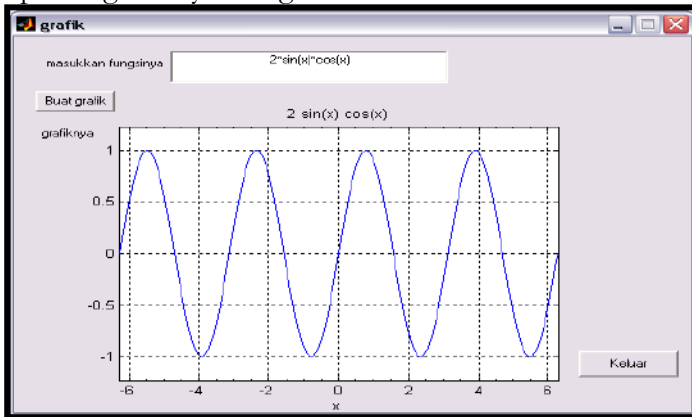 grafik
masukkan fungsinya
2*sin(x)*cos(x)
Buat grafik
grafiknya
2 sin(x) cos(x)
1
0.5
0
-0.5
-1
-6 -4 -2 0 2 4 6
x
Keluar